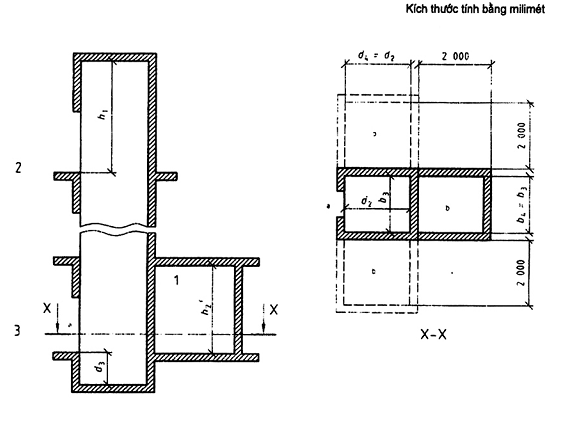 Kích thước tính bằng milimét
d₄ = d₂
2 000
h₁
2 000
2
d₂
b₃
a
b
b₄ = b₃
1
h₂'
2 000
X
X
3
d₃
X-X